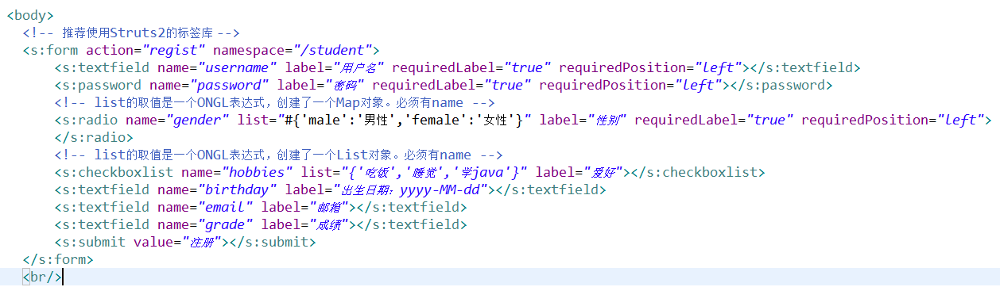 <body>
<!-- 推荐使用Struts2的标签库 -->
<s:form action="regist" namespace="/student">
<s:textfield name="username" label="用户名" requiredLabel="true" requiredPosition="left"></s:textfield>
<s:password name="password" label="密码" requiredLabel="true" requiredPosition="left"></s:password>
<!-- list的取值是一个ONGL表达式，创建了一个Map对象。必须有name -->
<s:radio name="gender" list="#{'male':'男性','female':'女性'}" label="性别" requiredLabel="true" requiredPosition="left">
</s:radio>
<!-- list的取值是一个ONGL表达式，创建了一个List对象。必须有name -->
<s:checkboxlist name="hobbies" list="{'吃饭','睡觉','学java'}" label="爱好"></s:checkboxlist>
<s:textfield name="birthday" label="出生日期：yyyy-MM-dd"></s:textfield>
<s:textfield name="email" label="邮箱"></s:textfield>
<s:textfield name="grade" label="成绩"></s:textfield>
<s:submit value="注册"></s:submit>
</s:form>
<br/>